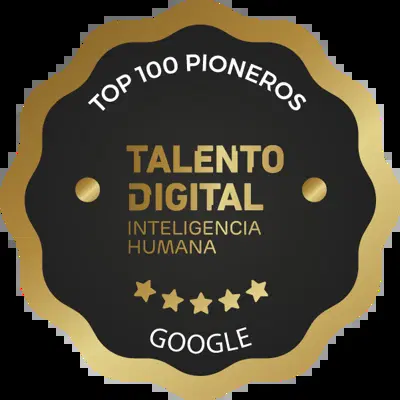 TOP 100 PIONEROS
TALENTO
DIGITAL
INTELIGENCIA
HUMANA
GOOGLE